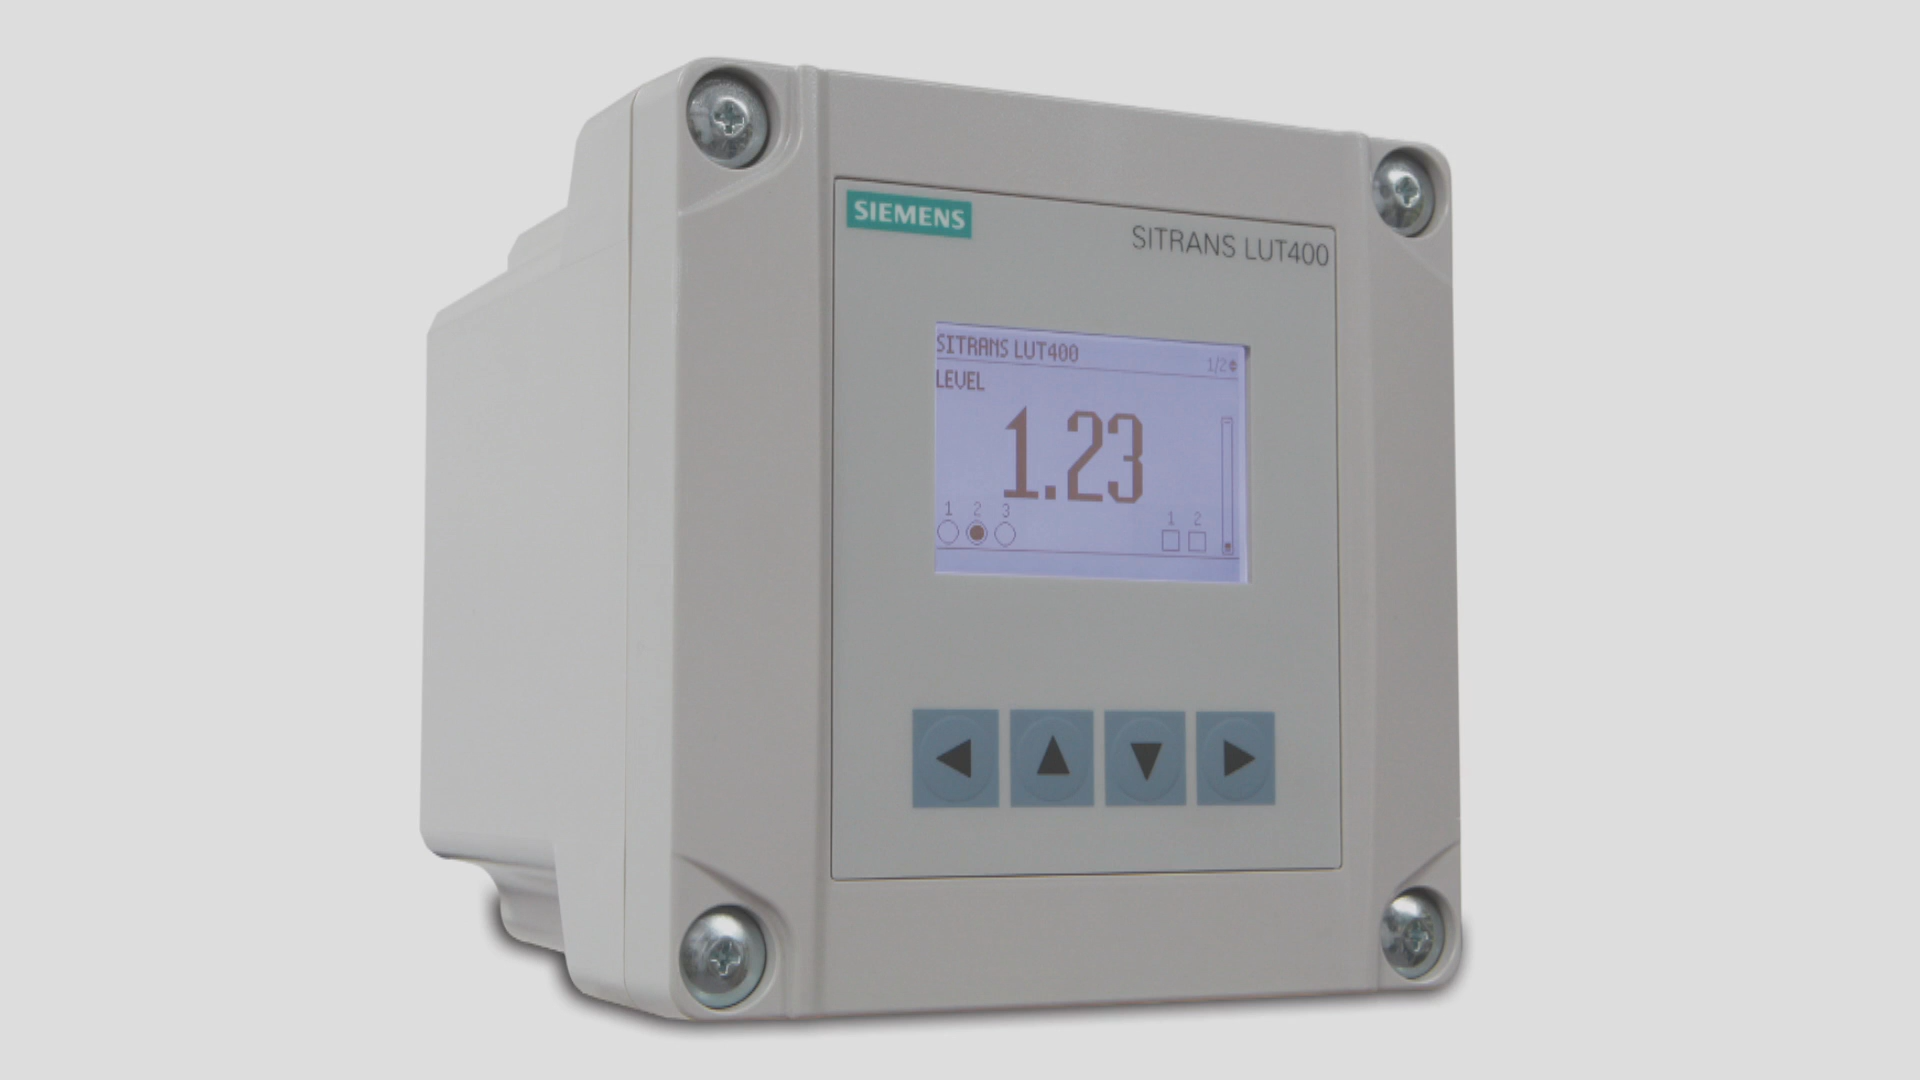 SIEMENS
SITRANS LUT400
SITRANS LUT400
1/2
LEVEL
1.23
1 2 3
1 2